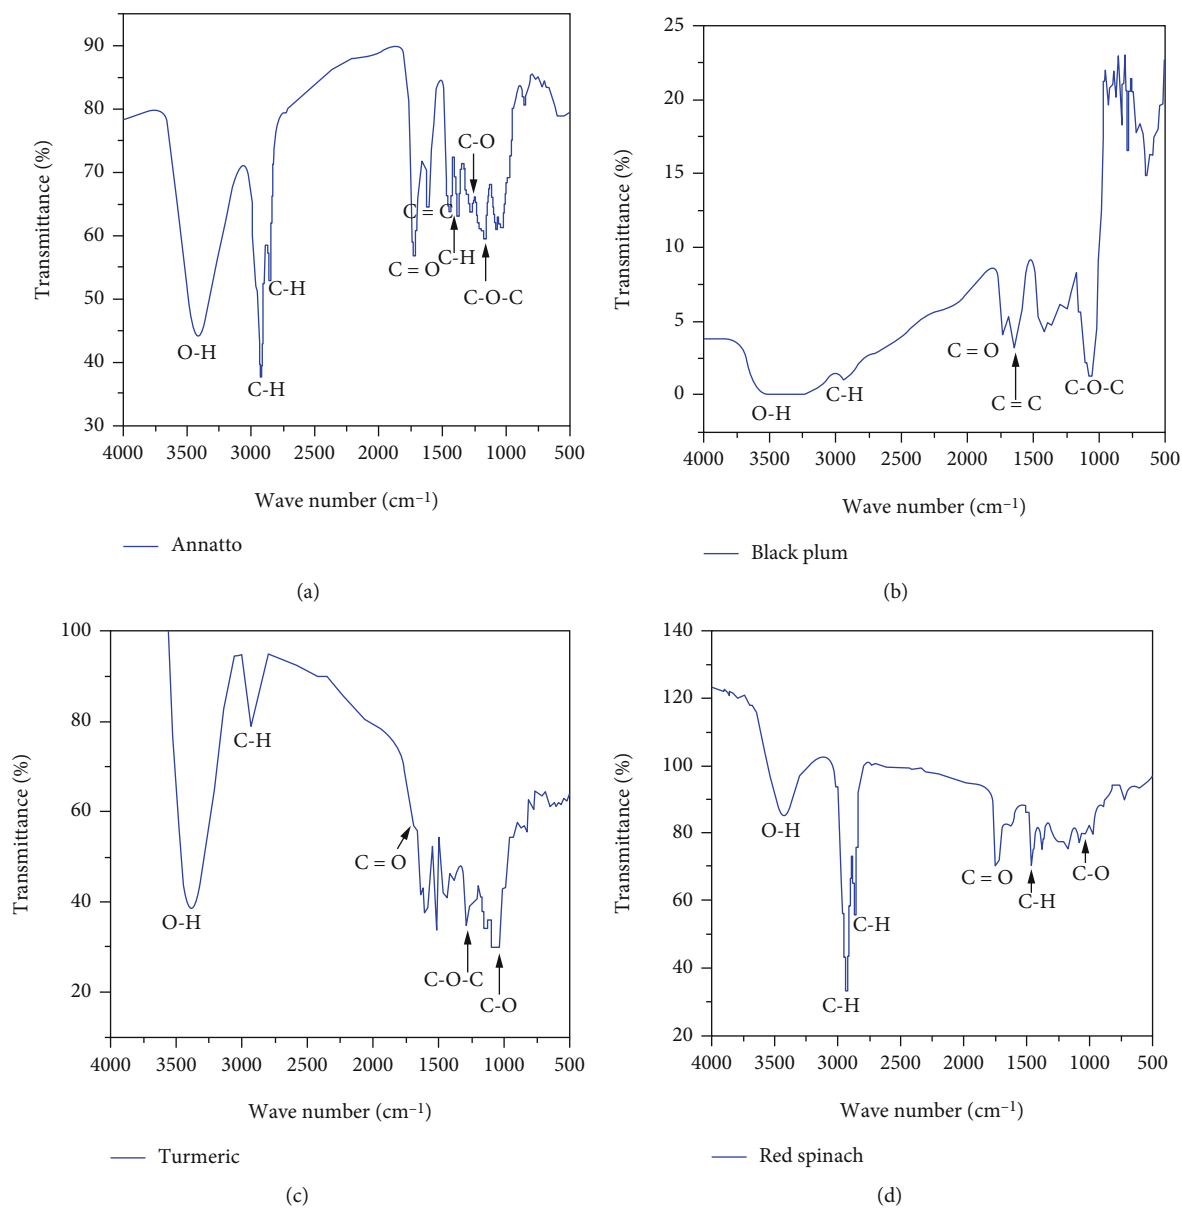 4000 3500 3000 2500 2000 1500 1000 500
90
80
70
60
50
40
30
Transmittance (%)
O-H
C-H
C-H
C = O
C = C
C-H
C-O
C-O-C
Wave number (cm⁻¹)
Annatto
(a)
25
20
15
10
5
0
Transmittance (%)
O-H
C-H
C = O
C = C
C-O-C
4000 3500 3000 2500 2000 1500 1000 500
Wave number (cm⁻¹)
Black plum
(b)
100
80
60
40
20
Transmittance (%)
O-H
C-H
C = O
C-O-C
C-O
4000 3500 3000 2500 2000 1500 1000 500
Wave number (cm⁻¹)
Turmeric
(c)
140
120
100
80
60
40
20
Transmittance (%)
O-H
C-H
C-H
C = O
C-H
C-O
4000 3500 3000 2500 2000 1500 1000 500
Wave number (cm⁻¹)
Red spinach
(d)